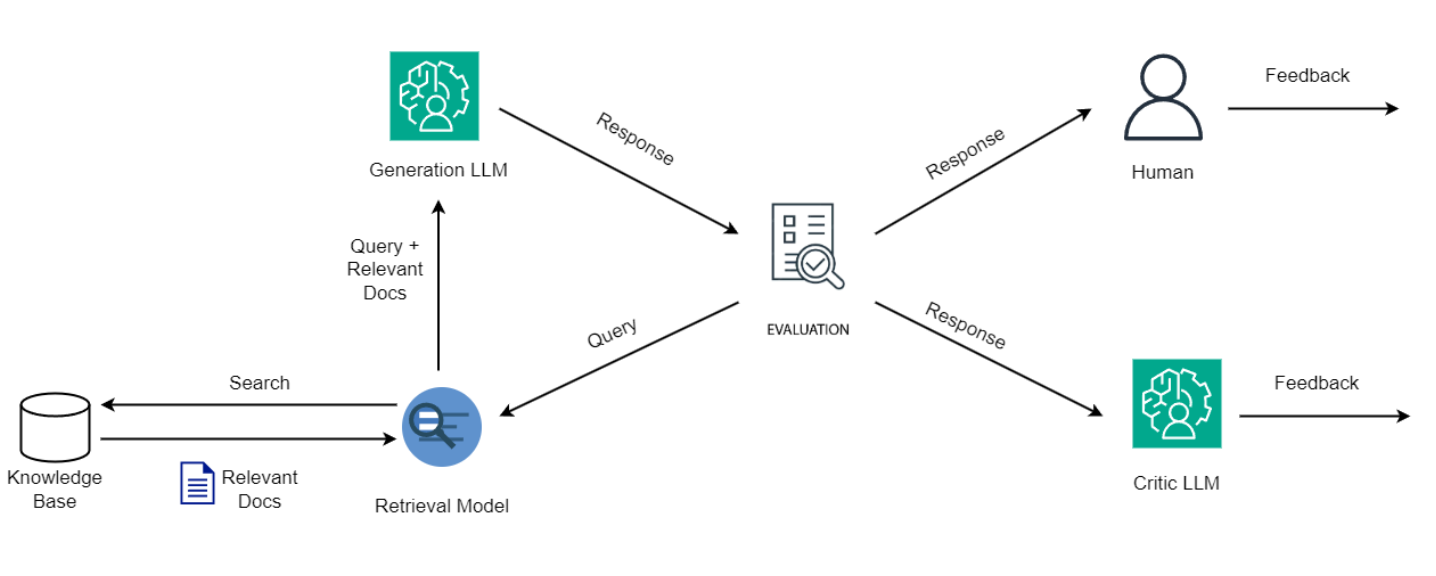 Feedback
Response
Response
Generation LLM
Human
Query +
Relevant
Docs
Query
EVALUATION
Response
Search
Feedback
Knowledge
Base
Relevant
Docs
Retrieval Model
Critic LLM